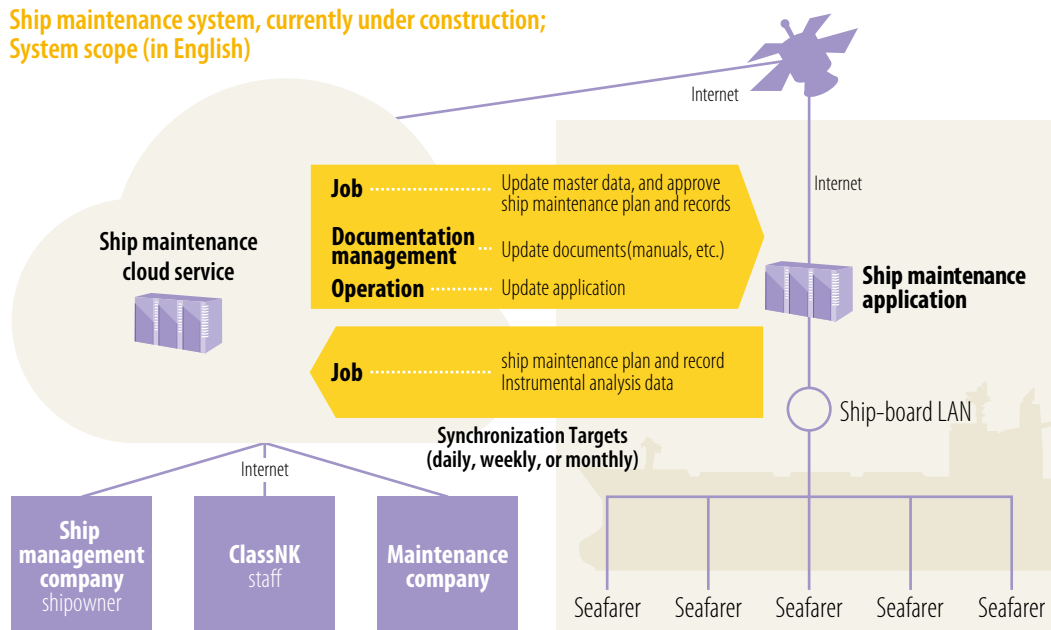 Ship maintenance system, currently under construction;
System scope (in English)
Internet
Internet
Ship maintenance
cloud service
Job Update master data, and approve
ship maintenance plan and records
Documentation
management Update documents(manuals, etc.)
Operation Update application
Ship maintenance
application
Job ship maintenance plan and record
Instrumental analysis data
Ship-board LAN
Synchronization Targets
(daily, weekly, or monthly)
Internet
Ship
management
company
shipowner
ClassNK
staff
Maintenance
company
Seafarer Seafarer Seafarer Seafarer Seafarer